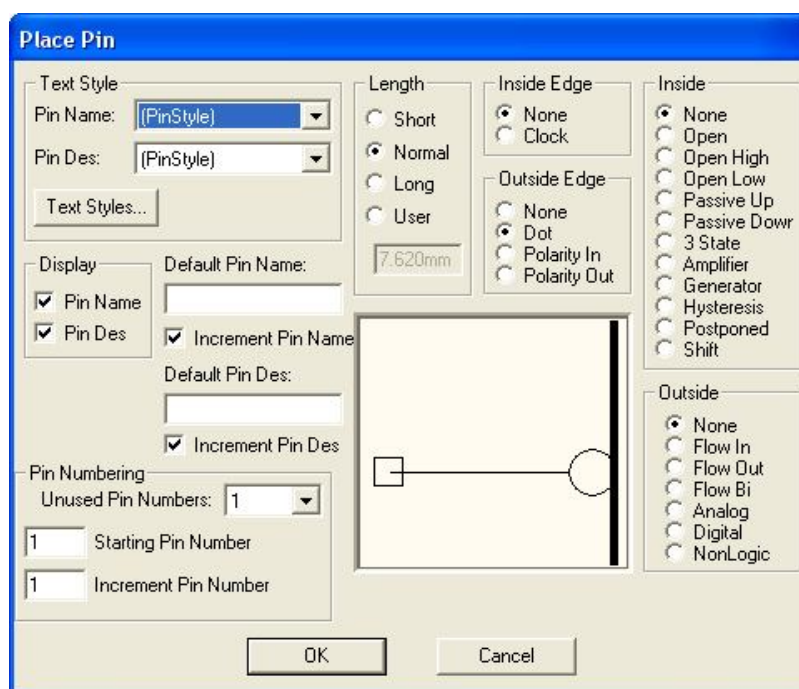 Place Pin
Text Style
Pin Name: (PinStyle)
Pin Des: (PinStyle)
Text Styles...
Length
Short
Normal
Long
User
7.620mm
Inside Edge
None
Clock
Outside Edge
None
Dot
Polarity In
Polarity Out
Inside
None
Open
Open High
Open Low
Passive Up
Passive Dowr
3 State
Amplifier
Generator
Hysteresis
Postponed
Shift
Display
Pin Name
Pin Des
Default Pin Name:
Increment Pin Name
Default Pin Des:
Increment Pin Des
Outside
None
Flow In
Flow Out
Flow Bi
Analog
Digital
NonLogic
Pin Numbering
Unused Pin Numbers: 1
1 Starting Pin Number
1 Increment Pin Number
OK Cancel